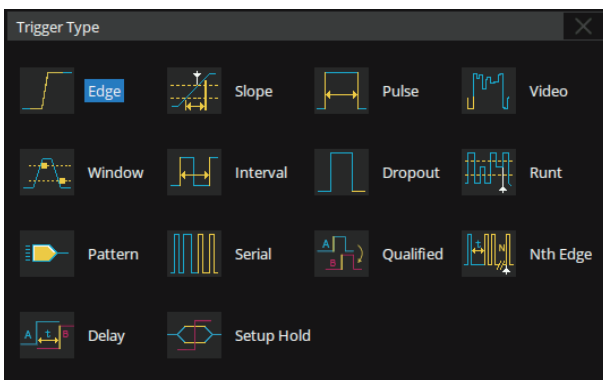 Trigger Type
Edge Slope Pulse Video
Window Interval Dropout Runt
Pattern Serial A B Qualified t N Nth Edge
A t B Delay Setup Hold